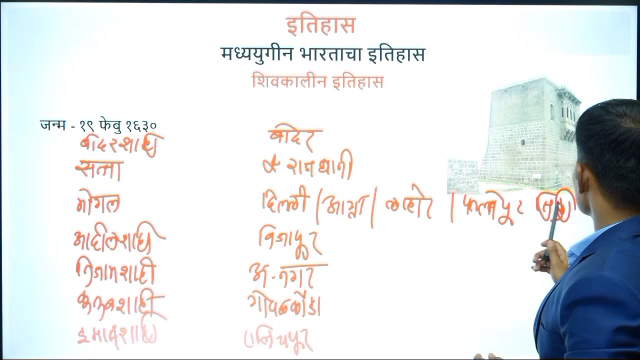 इतिहास
मध्ययुगीन भारताचा इतिहास
शिवकालीन इतिहास
जन्म - १९ फेबु १६३०
बीदरशाही बीदर
सत्ता राजधानी
मोगल दिल्ली / आग्रा / लाहोर / फत्तेपूर
आदीलशाही विजापूर
निजामशाही अ-नगर
कुतुबशाही गोवळकोंडा
इमादशाही एलिचपूर